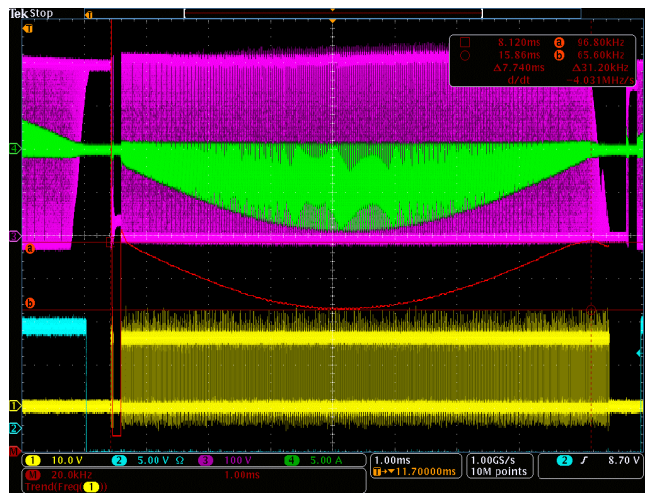 Tek Stop
8.120ms a 96.80kHz
15.86ms b 65.60kHz
Δ7.740ms Δ31.20kHz
d/dt -4.031MHz/s
a
b
1 10.0 V 2 5.00 V Ω 3 100 V 4 5.00 A
1.00ms
T→▼11.70000ms
1.00GS/s
10M points
2 ∫ 8.70 V
M 20.0kHz 1.00ms
Trend(Freq( 1